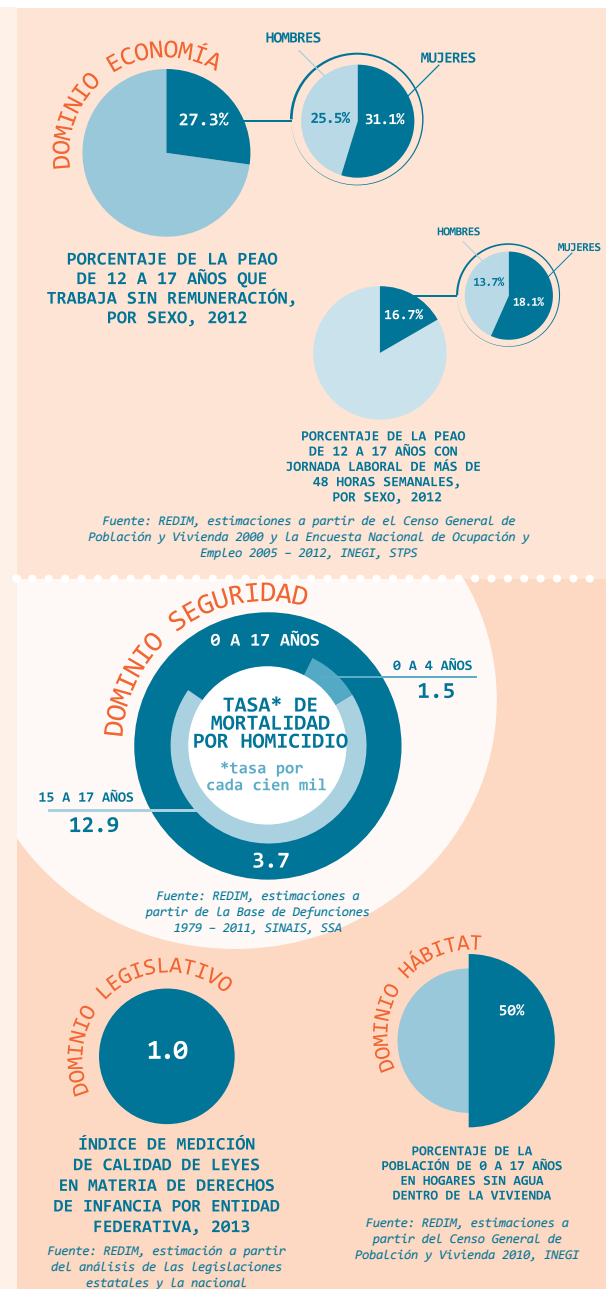 DOMINIO ECONOMÍA
HOMBRES
MUJERES
27.3%
25.5%
31.1%
PORCENTAJE DE LA PEAO
DE 12 A 17 AÑOS QUE
TRABAJA SIN REMUNERACIÓN,
POR SEXO, 2012
HOMBRES
MUJERES
13.7%
18.1%
16.7%
PORCENTAJE DE LA PEAO
DE 12 A 17 AÑOS CON
JORNADA LABORAL DE MÁS DE
48 HORAS SEMANALES,
POR SEXO, 2012
Fuente: REDIM, estimaciones a partir de el Censo General de
Población y Vivienda 2000 y la Encuesta Nacional de Ocupación y
Empleo 2005 – 2012, INEGI, STPS
DOMINIO SEGURIDAD
0 A 17 AÑOS
0 A 4 AÑOS
1.5
TASA* DE
MORTALIDAD
POR HOMICIDIO
*tasa por
cada cien mil
15 A 17 AÑOS
12.9
3.7
Fuente: REDIM, estimaciones a
partir de la Base de Defunciones
1979 – 2011, SINAIS, SSA
DOMINIO LEGISLATIVO
1.0
ÍNDICE DE MEDICIÓN
DE CALIDAD DE LEYES
EN MATERIA DE DERECHOS
DE INFANCIA POR ENTIDAD
FEDERATIVA, 2013
Fuente: REDIM, estimación a partir
del análisis de las legislaciones
estatales y la nacional
DOMINIO HÁBITAT
50%
PORCENTAJE DE LA
POBLACIÓN DE 0 A 17 AÑOS
EN HOGARES SIN AGUA
DENTRO DE LA VIVIENDA
Fuente: REDIM, estimaciones a
partir del Censo General de
Pobalción y Vivienda 2010, INEGI